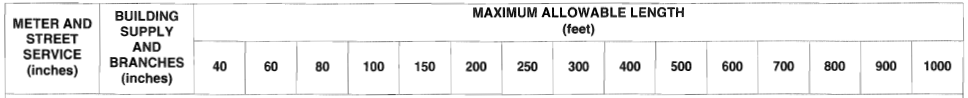 METER AND
STREET
SERVICE
(inches)
BUILDING
SUPPLY
AND
BRANCHES
(inches)
MAXIMUM ALLOWABLE LENGTH
(feet)
40 60 80 100 150 200 250 300 400 500 600 700 800 900 1000